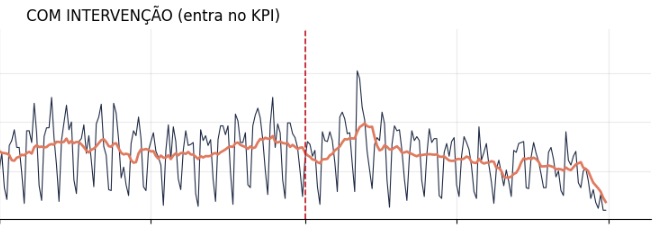 COM INTERVENÇÃO (entra no KPI)